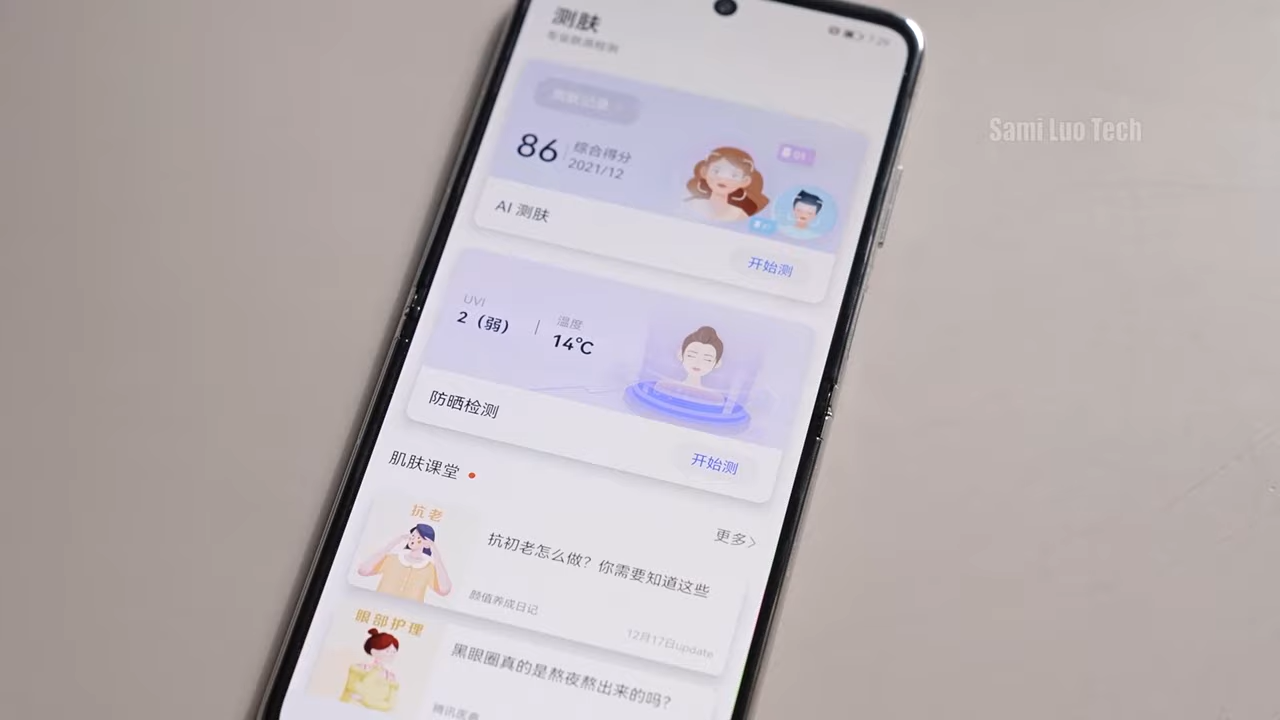 测肤
Sami Luo Tech
86
综合得分
2021/12
AI 测肤
开始测
UVI
2（弱）
温度
14℃
防晒检测
开始测
肌肤课堂
更多>
抗老
抗初老怎么做？你需要知道这些
颜值养成日记
12月17日update
眼部护理
黑眼圈真的是熬夜熬出来的吗?